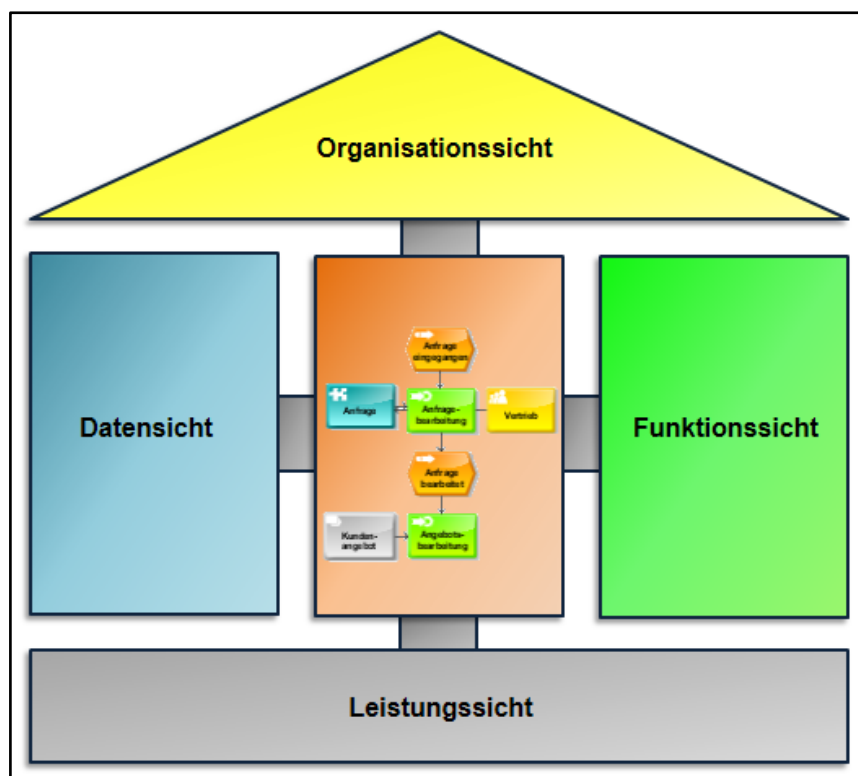 Organisationssicht
Datensicht
Anfrage
eingegangen
Anfrage
Anfrage-
bearbeitung
Vertrieb
Anfrage
bearbeitet
Kunden-
angebot
Angebots-
bearbeitung
Funktionssicht
Leistungssicht